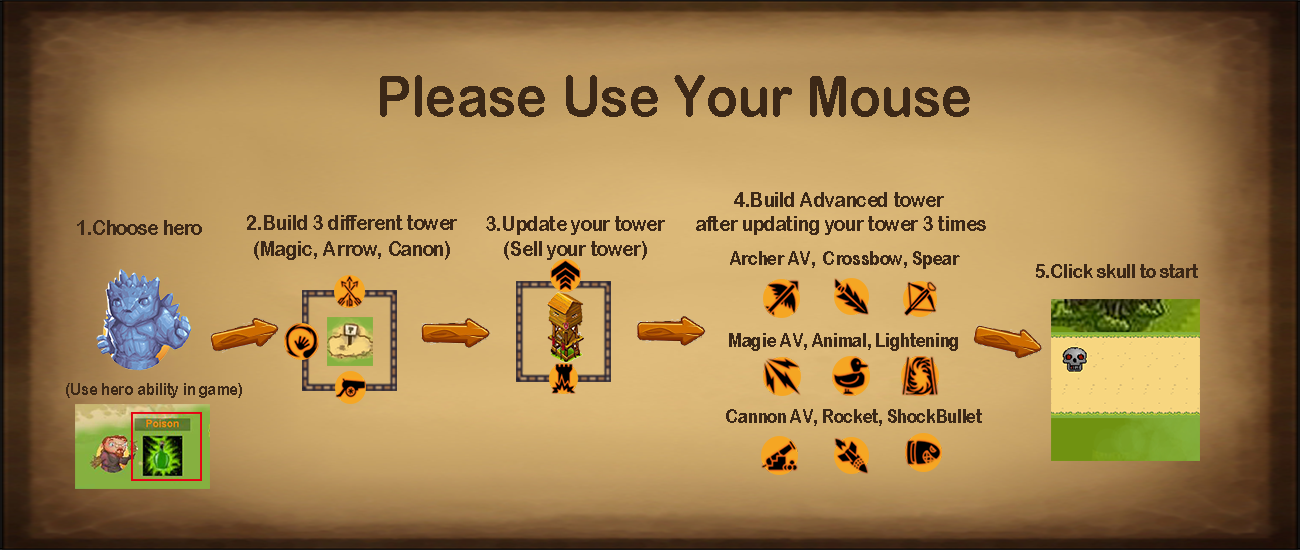 Please Use Your Mouse
1.Choose hero
(Use hero ability in game)
Poison
2.Build 3 different tower
(Magic, Arrow, Canon)
3.Update your tower
(Sell your tower)
4.Build Advanced tower
after updating your tower 3 times
Archer AV, Crossbow, Spear
Magie AV, Animal, Lightening
Cannon AV, Rocket, ShockBullet
5.Click skull to start